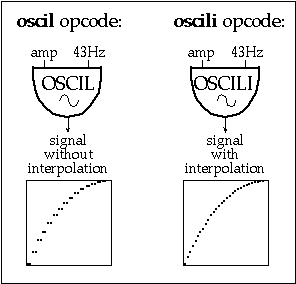 oscil opcode:
amp 43Hz
OSCIL
signal
without
interpolation
oscili opcode:
amp 43Hz
OSCILI
signal
with
interpolation